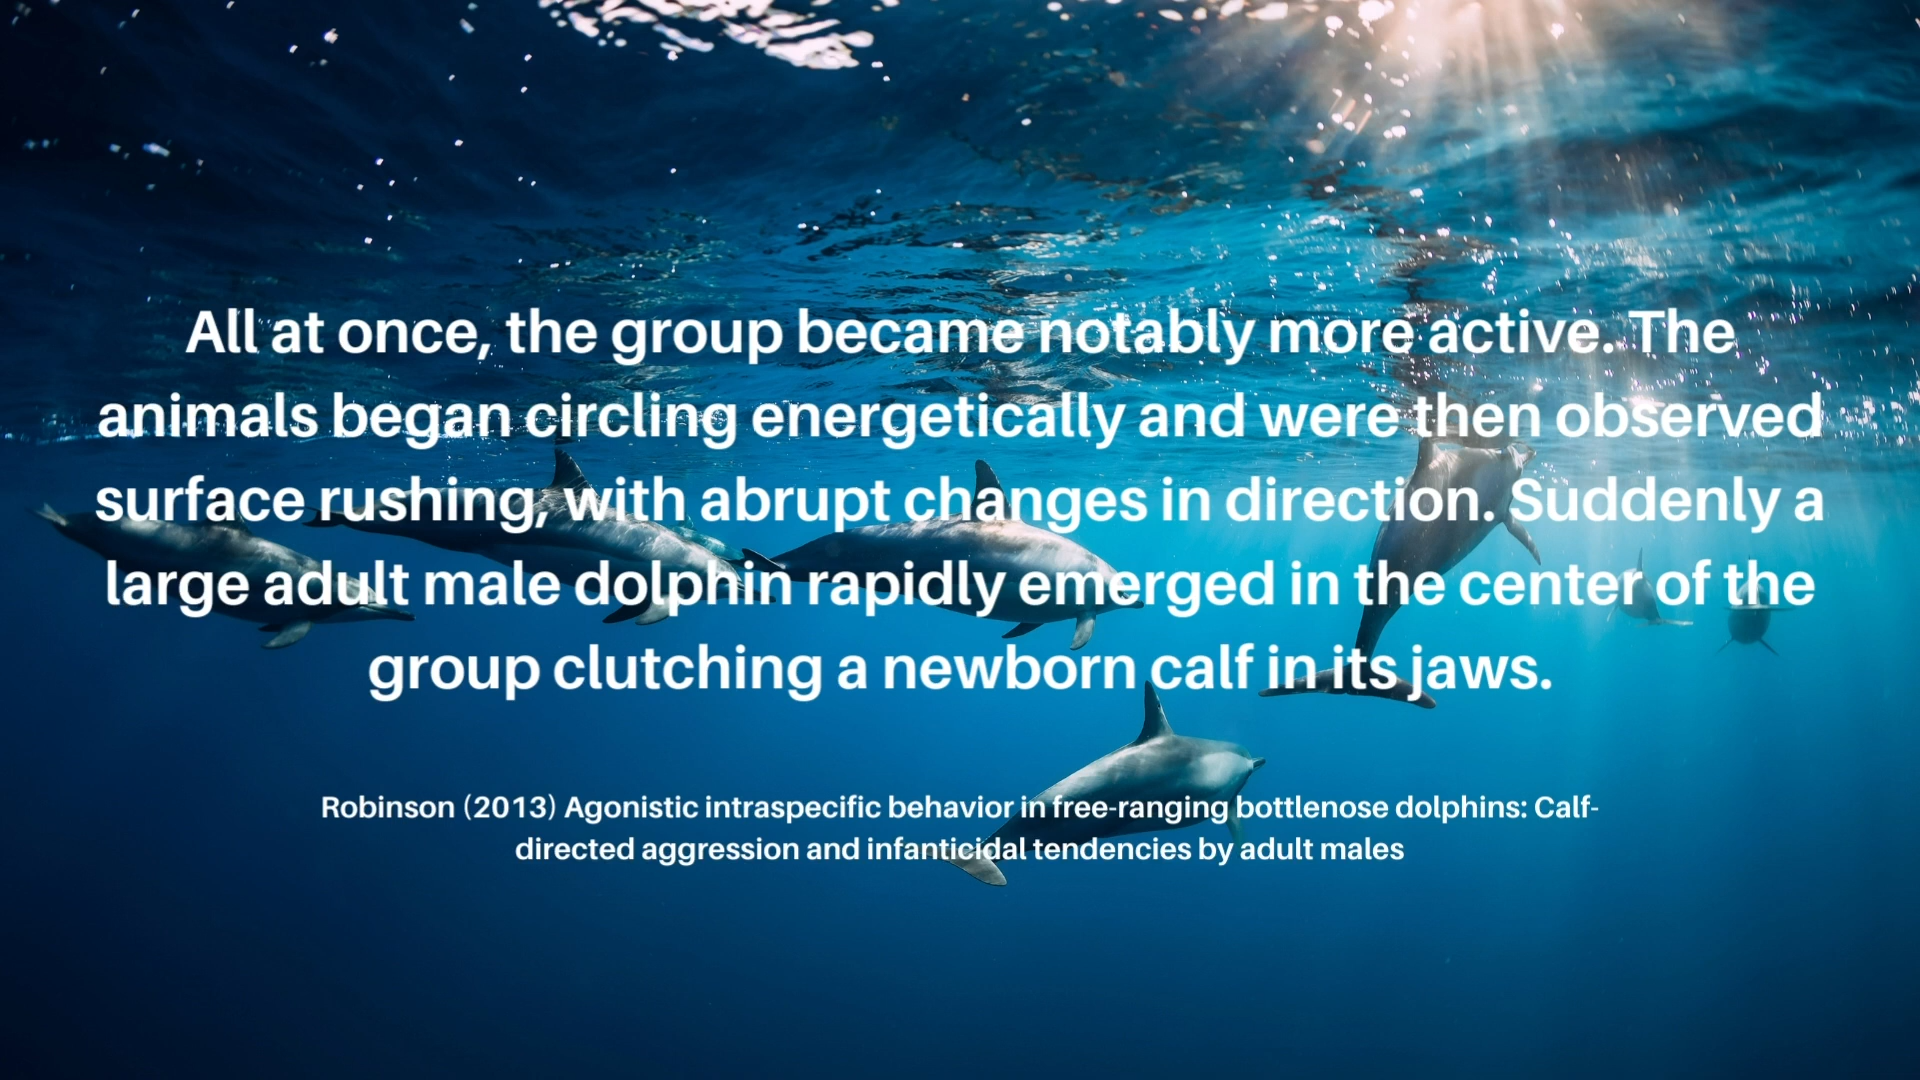 All at once, the group became notably more active. The
animals began circling energetically and were then observed
surface rushing, with abrupt changes in direction. Suddenly a
large adult male dolphin rapidly emerged in the center of the
group clutching a newborn calf in its jaws.
Robinson (2013) Agonistic intraspecific behavior in free-ranging bottlenose dolphins: Calf-
directed aggression and infanticidal tendencies by adult males